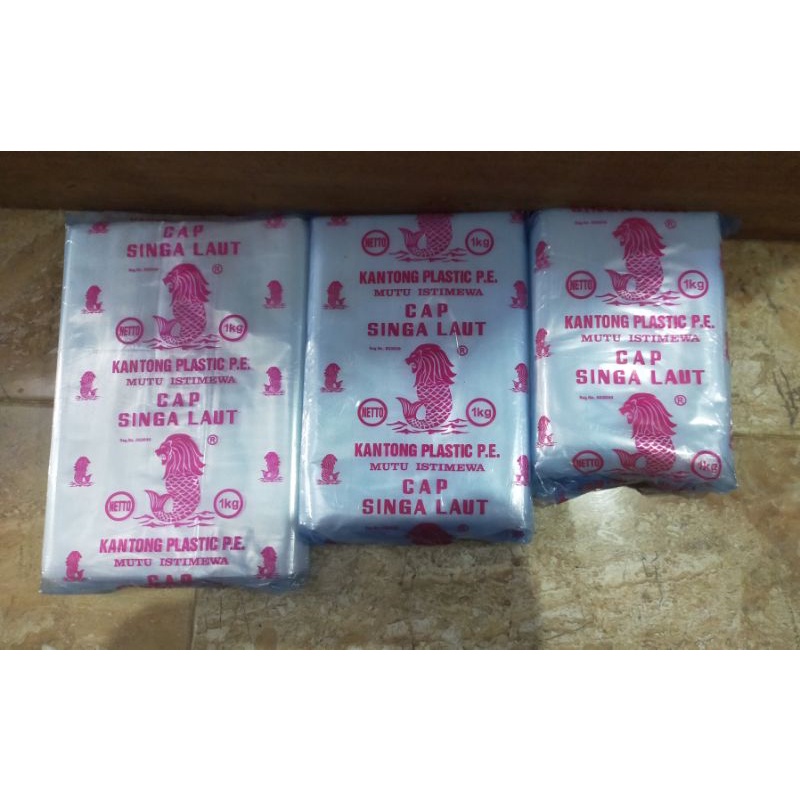 CAP
SINGA LAUT
®
NETTO 1kg
KANTONG PLASTIC P.E.
MUTU ISTIMEWA
CAP
SINGA LAUT
®
NETTO 1kg
KANTONG PLASTIC P.E.
MUTU ISTIMEWA
CAP
NETTO 1kg
KANTONG PLASTIC P.E.
MUTU ISTIMEWA
CAP
SINGA LAUT
®
NETTO 1kg
KANTONG PLASTIC P.E.
MUTU ISTIMEWA
CAP
SINGA LAUT
®
NETTO 1kg
KANTONG PLASTIC P.E.
MUTU ISTIMEWA
CAP
SINGA LAUT
®
NETTO 1kg